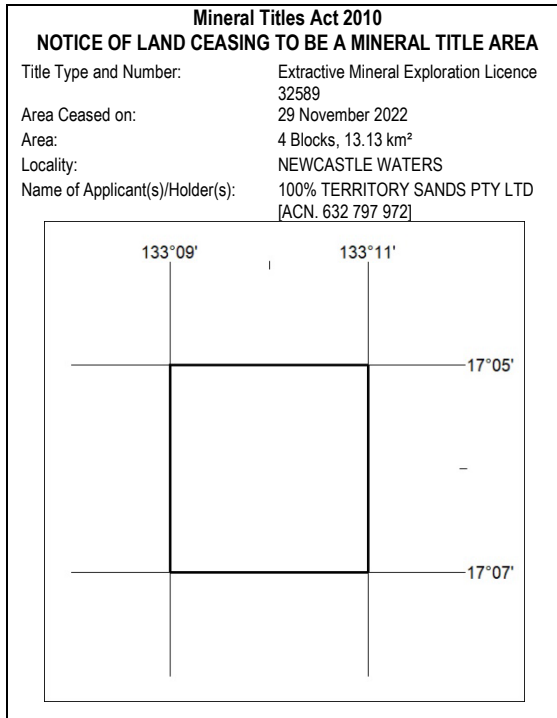 Mineral Titles Act 2010
NOTICE OF LAND CEASING TO BE A MINERAL TITLE AREA
Title Type and Number: Extractive Mineral Exploration Licence
32589
Area Ceased on: 29 November 2022
Area: 4 Blocks, 13.13 km²
Locality: NEWCASTLE WATERS
Name of Applicant(s)/Holder(s): 100% TERRITORY SANDS PTY LTD
[ACN. 632 797 972]
133°09' 133°11'
17°05'
17°07'